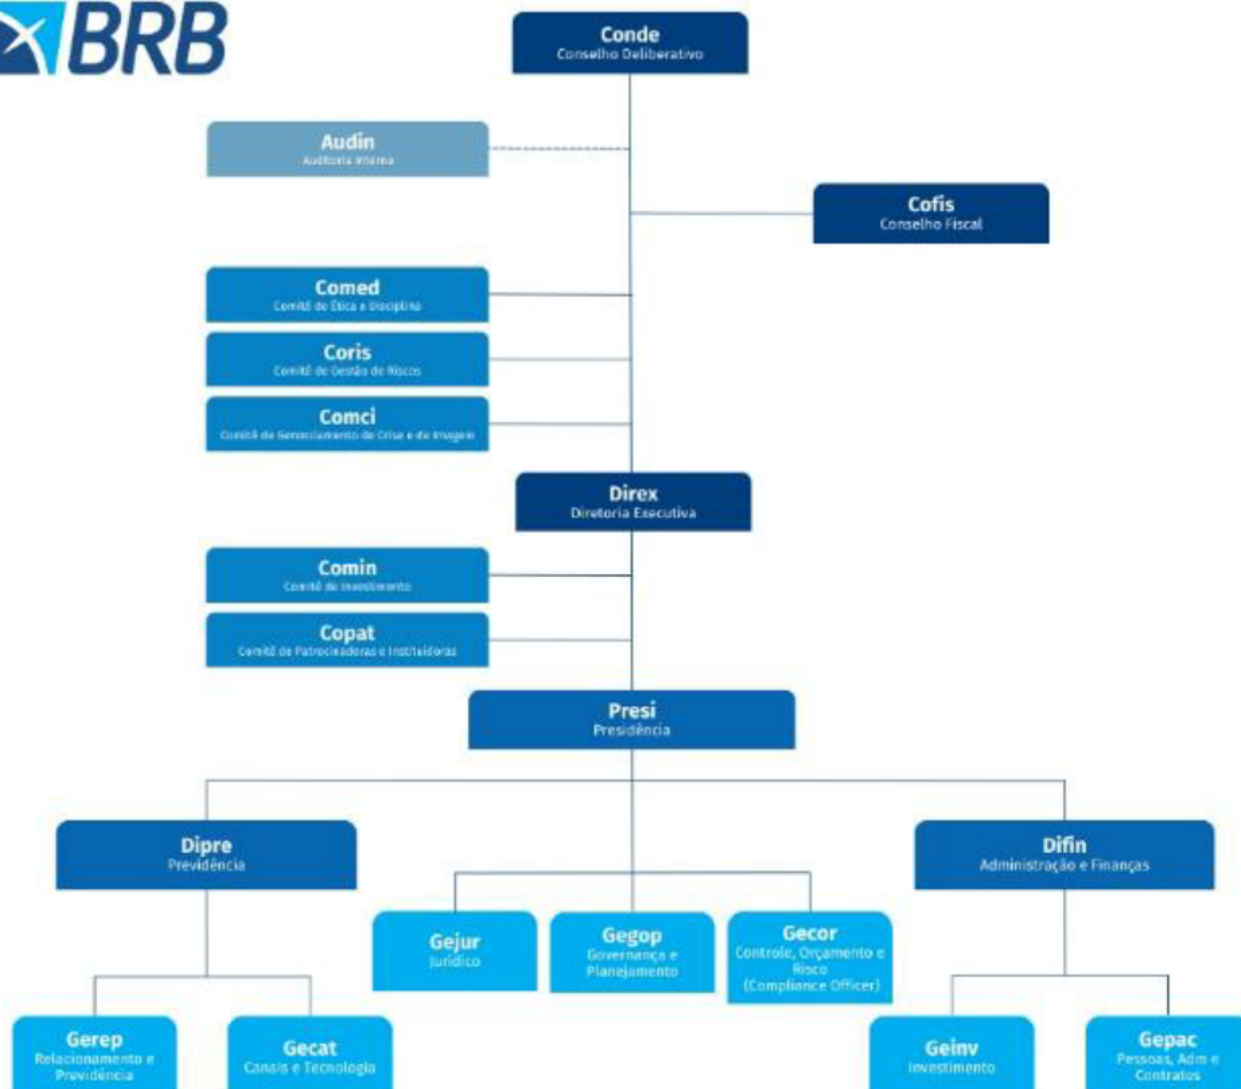 BRB
Conde
Conselho Deliberativo
Audin
Auditoria Interna
Cofis
Conselho Fiscal
Comed
Comitê de Ética e Disciplina
Coris
Comitê de Gestão de Riscos
Comci
Comitê de Gerenciamento de Crise e de Imagem
Direx
Diretoria Executiva
Comin
Comitê de Investimento
Copat
Comitê de Patrocinadoras e Instituidoras
Presi
Presidência
Dipre
Previdência
Difin
Administração e Finanças
Gejur
Jurídico
Gegop
Governança e
Planejamento
Gecor
Controle, Orçamento e
Risco
(Compliance Officer)
Gerep
Relacionamento e
Previdência
Gecat
Canais e Tecnologia
Geinv
Investimento
Gepac
Pessoas, Adm e
Contratos